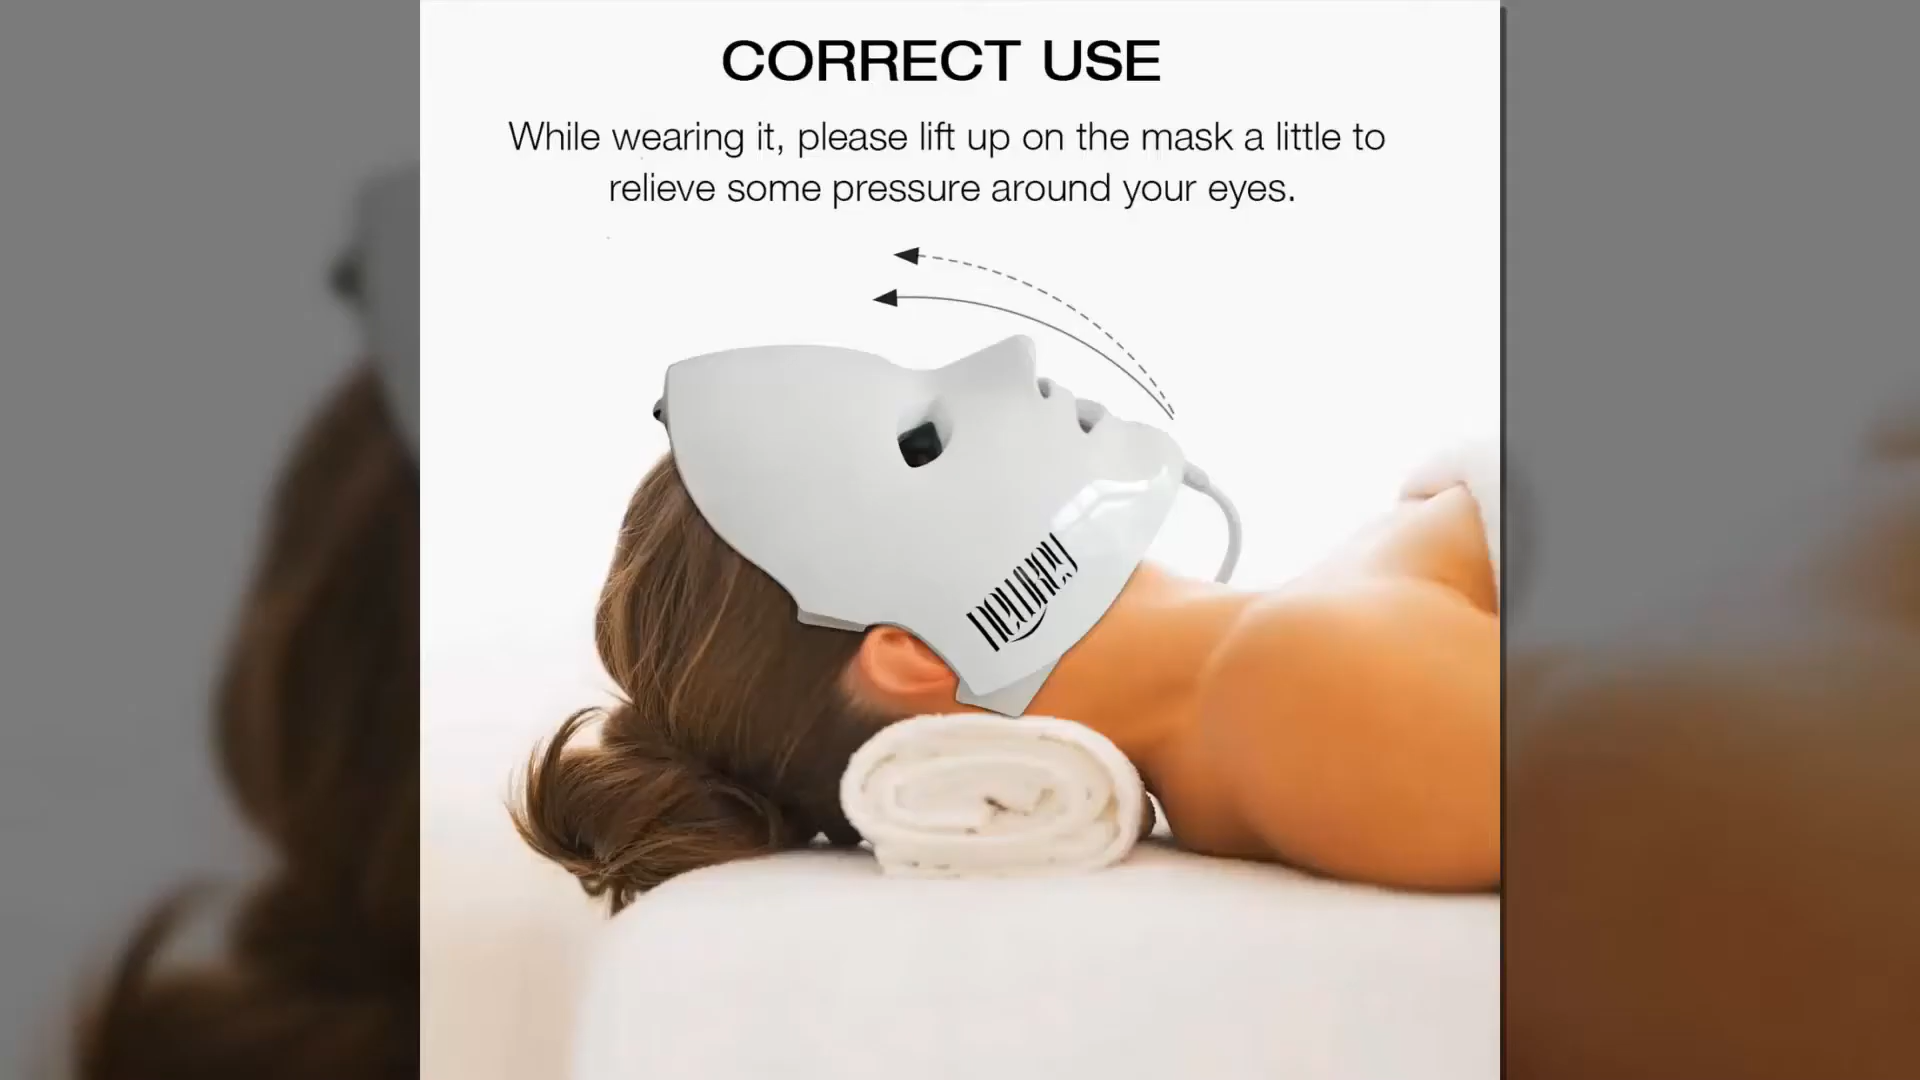 CORRECT USE
While wearing it, please lift up on the mask a little to
relieve some pressure around your eyes.
newkey